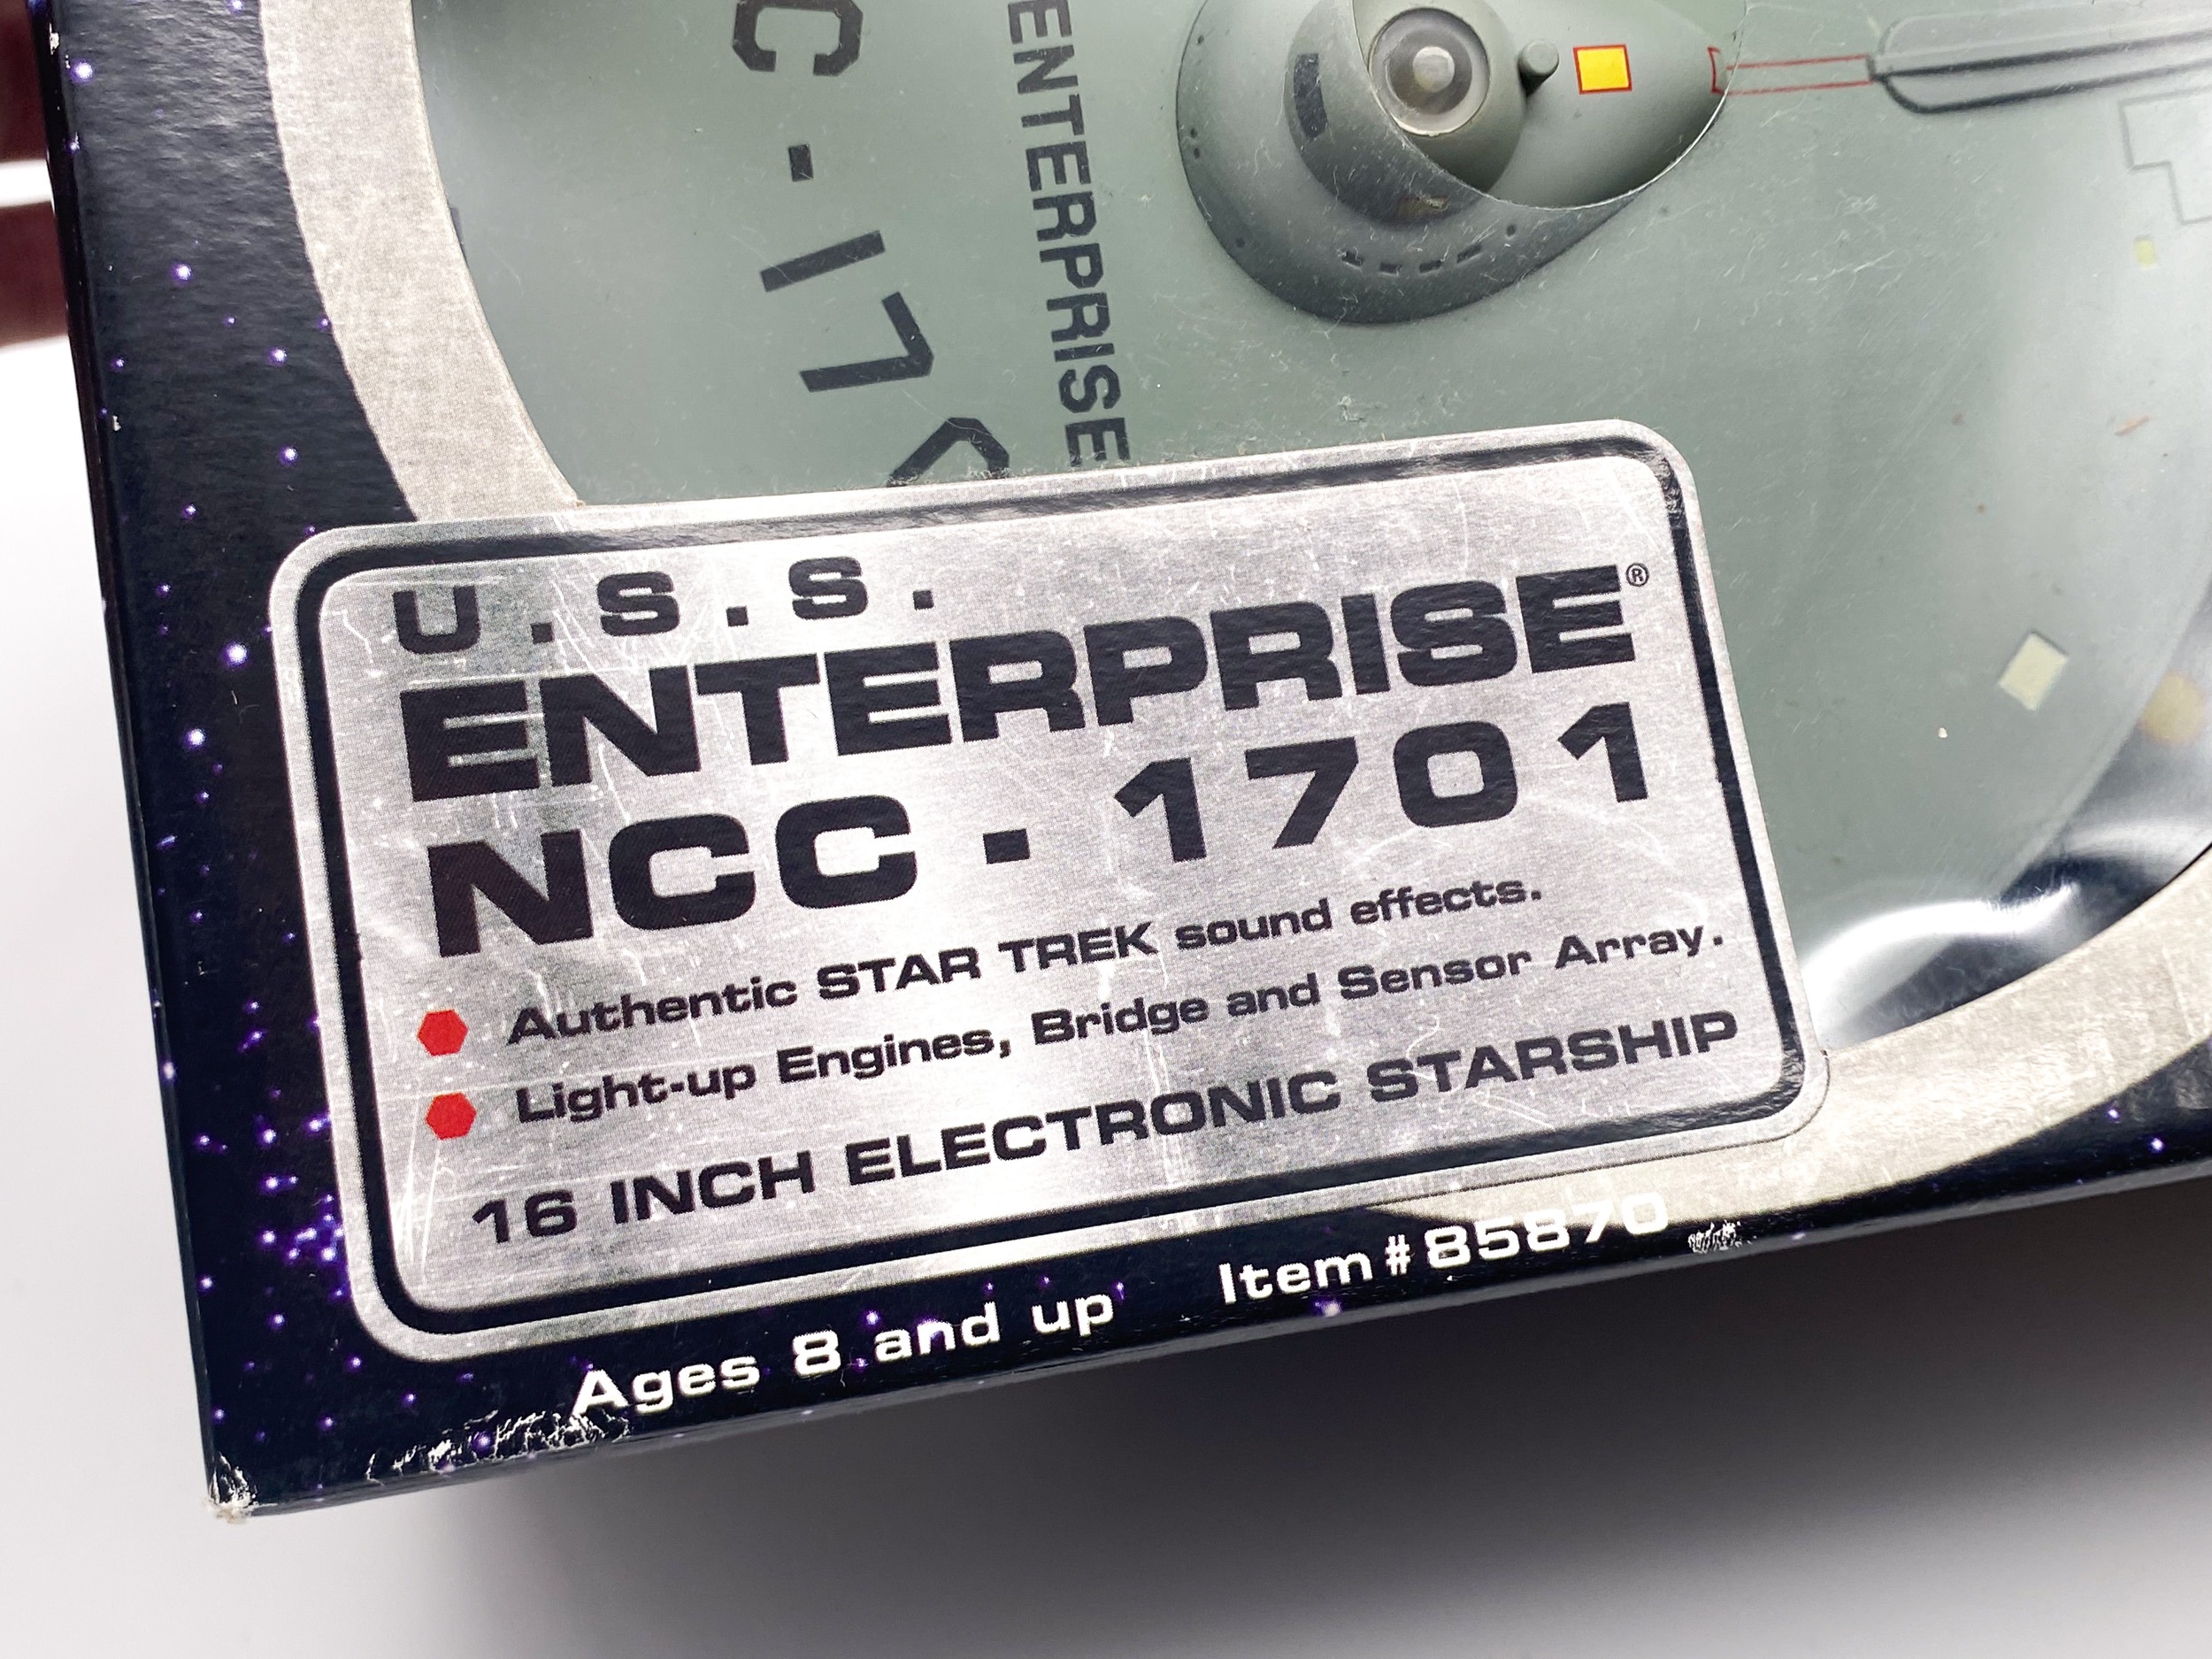 C-17
ENTERPRISE
U.S.S.
ENTERPRISE®
NCC-1701
Authentic STAR TREK sound effects.
Light-up Engines, Bridge and Sensor Array.
16 INCH ELECTRONIC STARSHIP
Ages 8 and up Item #85870